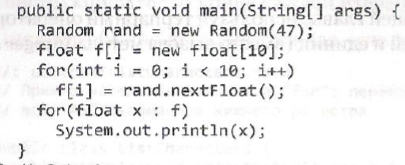 public static void main(String[] args) {
Random rand = new Random(47);
float f[] = new float[10];
for(int i = 0; i < 10; i++)
f[i] = rand.nextFloat();
for(float x : f)
System.out.println(x);
}